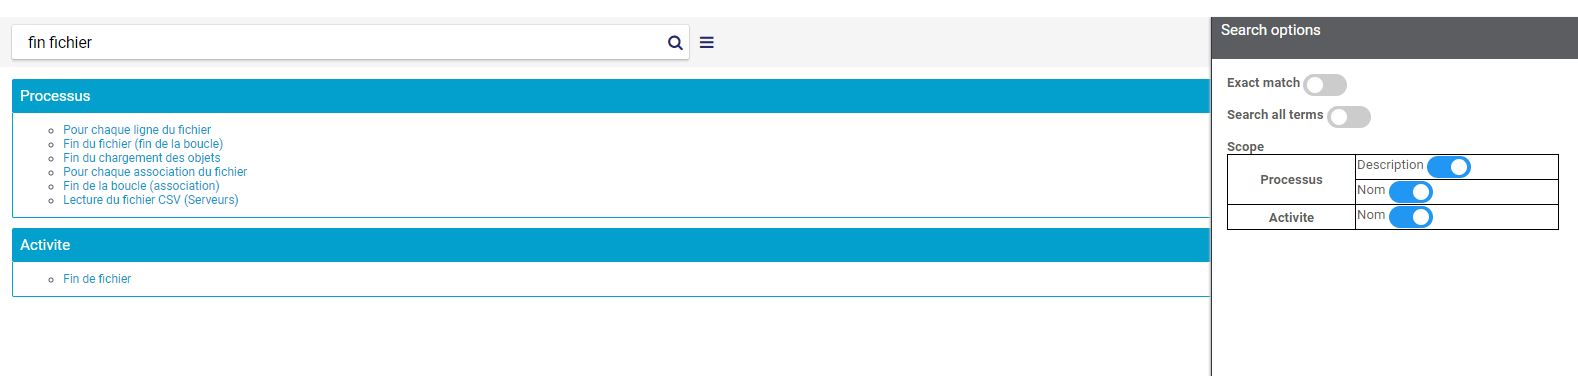 fin fichier
Processus
Pour chaque ligne du fichier
Fin du fichier (fin de la boucle)
Fin du chargement des objets
Pour chaque association du fichier
Fin de la boucle (association)
Lecture du fichier CSV (Serveurs)
Activite
Fin de fichier
Search options
Exact match
Search all terms
Scope
Processus
Description
Nom
Activite
Nom